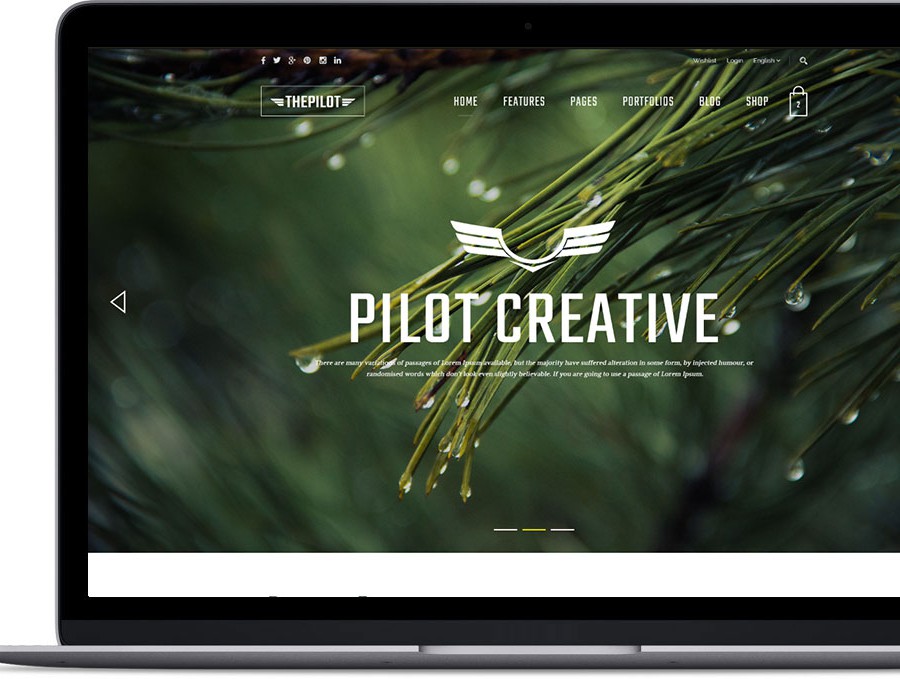 Wishlist Login English
THEPILOT
HOME FEATURES PAGES PORTFOLIOS BLOG SHOP 2
PILOT CREATIVE
There are many variations of passages of Lorem Ipsum available, but the majority have suffered alteration in some form, by injected humour, or
randomised words which don't look even slightly believable. If you are going to use a passage of Lorem Ipsum.